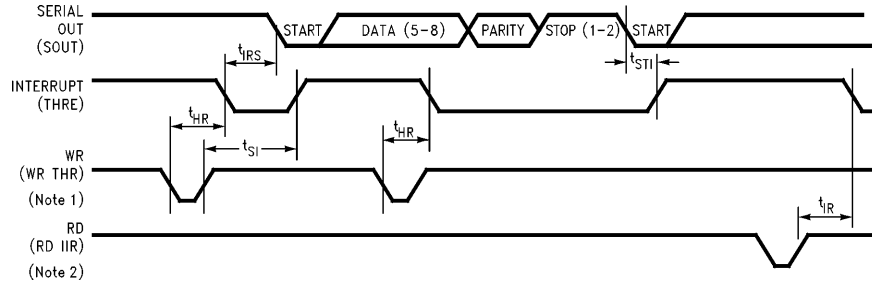 SERIAL
OUT
(SOUT)
START
DATA (5-8)
PARITY
STOP (1-2)
START
tIRS
tSTI
INTERRUPT
(THRE)
tHR
tSI
tHR
WR
(WR THR)
(Note 1)
tIR
RD
(RD IIR)
(Note 2)